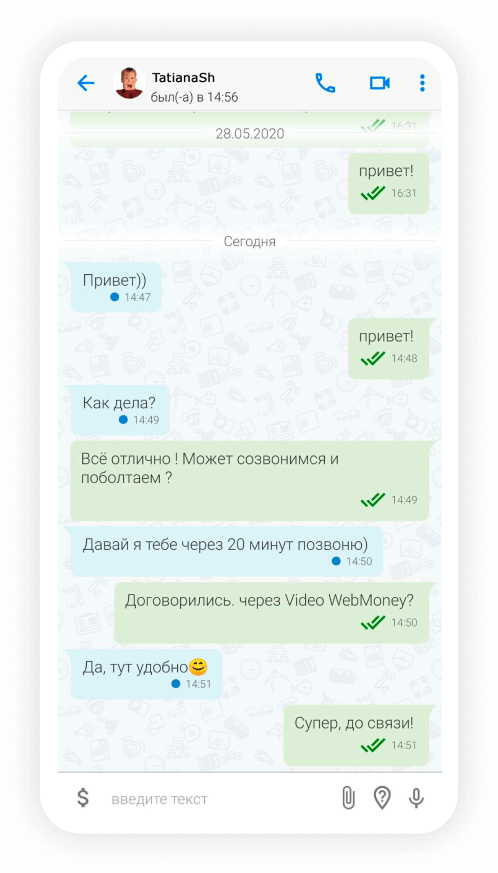 TatianaSh
был(-а) в 14:56
16:31
28.05.2020
привет!
16:31
Сегодня
Привет))
14:47
привет!
14:48
Как дела?
14:49
Всё отлично ! Может созвонимся и
поболтаем ?
14:49
Давай я тебе через 20 минут позвоню)
14:50
Договорились. через Video WebMoney?
14:50
Да, тут удобно😊
14:51
Супер, до связи!
14:51
$ введите текст